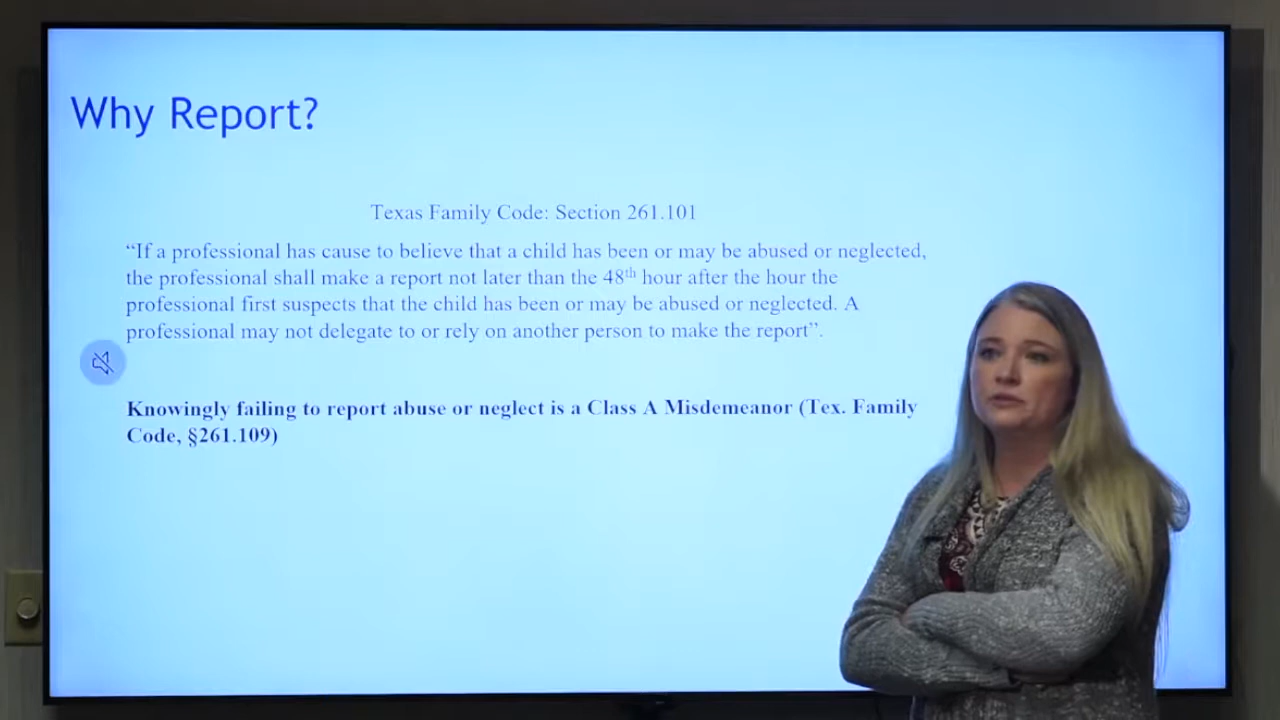 Why Report?
Texas Family Code: Section 261.101
“If a professional has cause to believe that a child has been or may be abused or neglected,
the professional shall make a report not later than the 48th hour after the hour the
professional first suspects that the child has been or may be abused or neglected. A
professional may not delegate to or rely on another person to make the report”.
Knowingly failing to report abuse or neglect is a Class A Misdemeanor (Tex. Family
Code, §261.109)